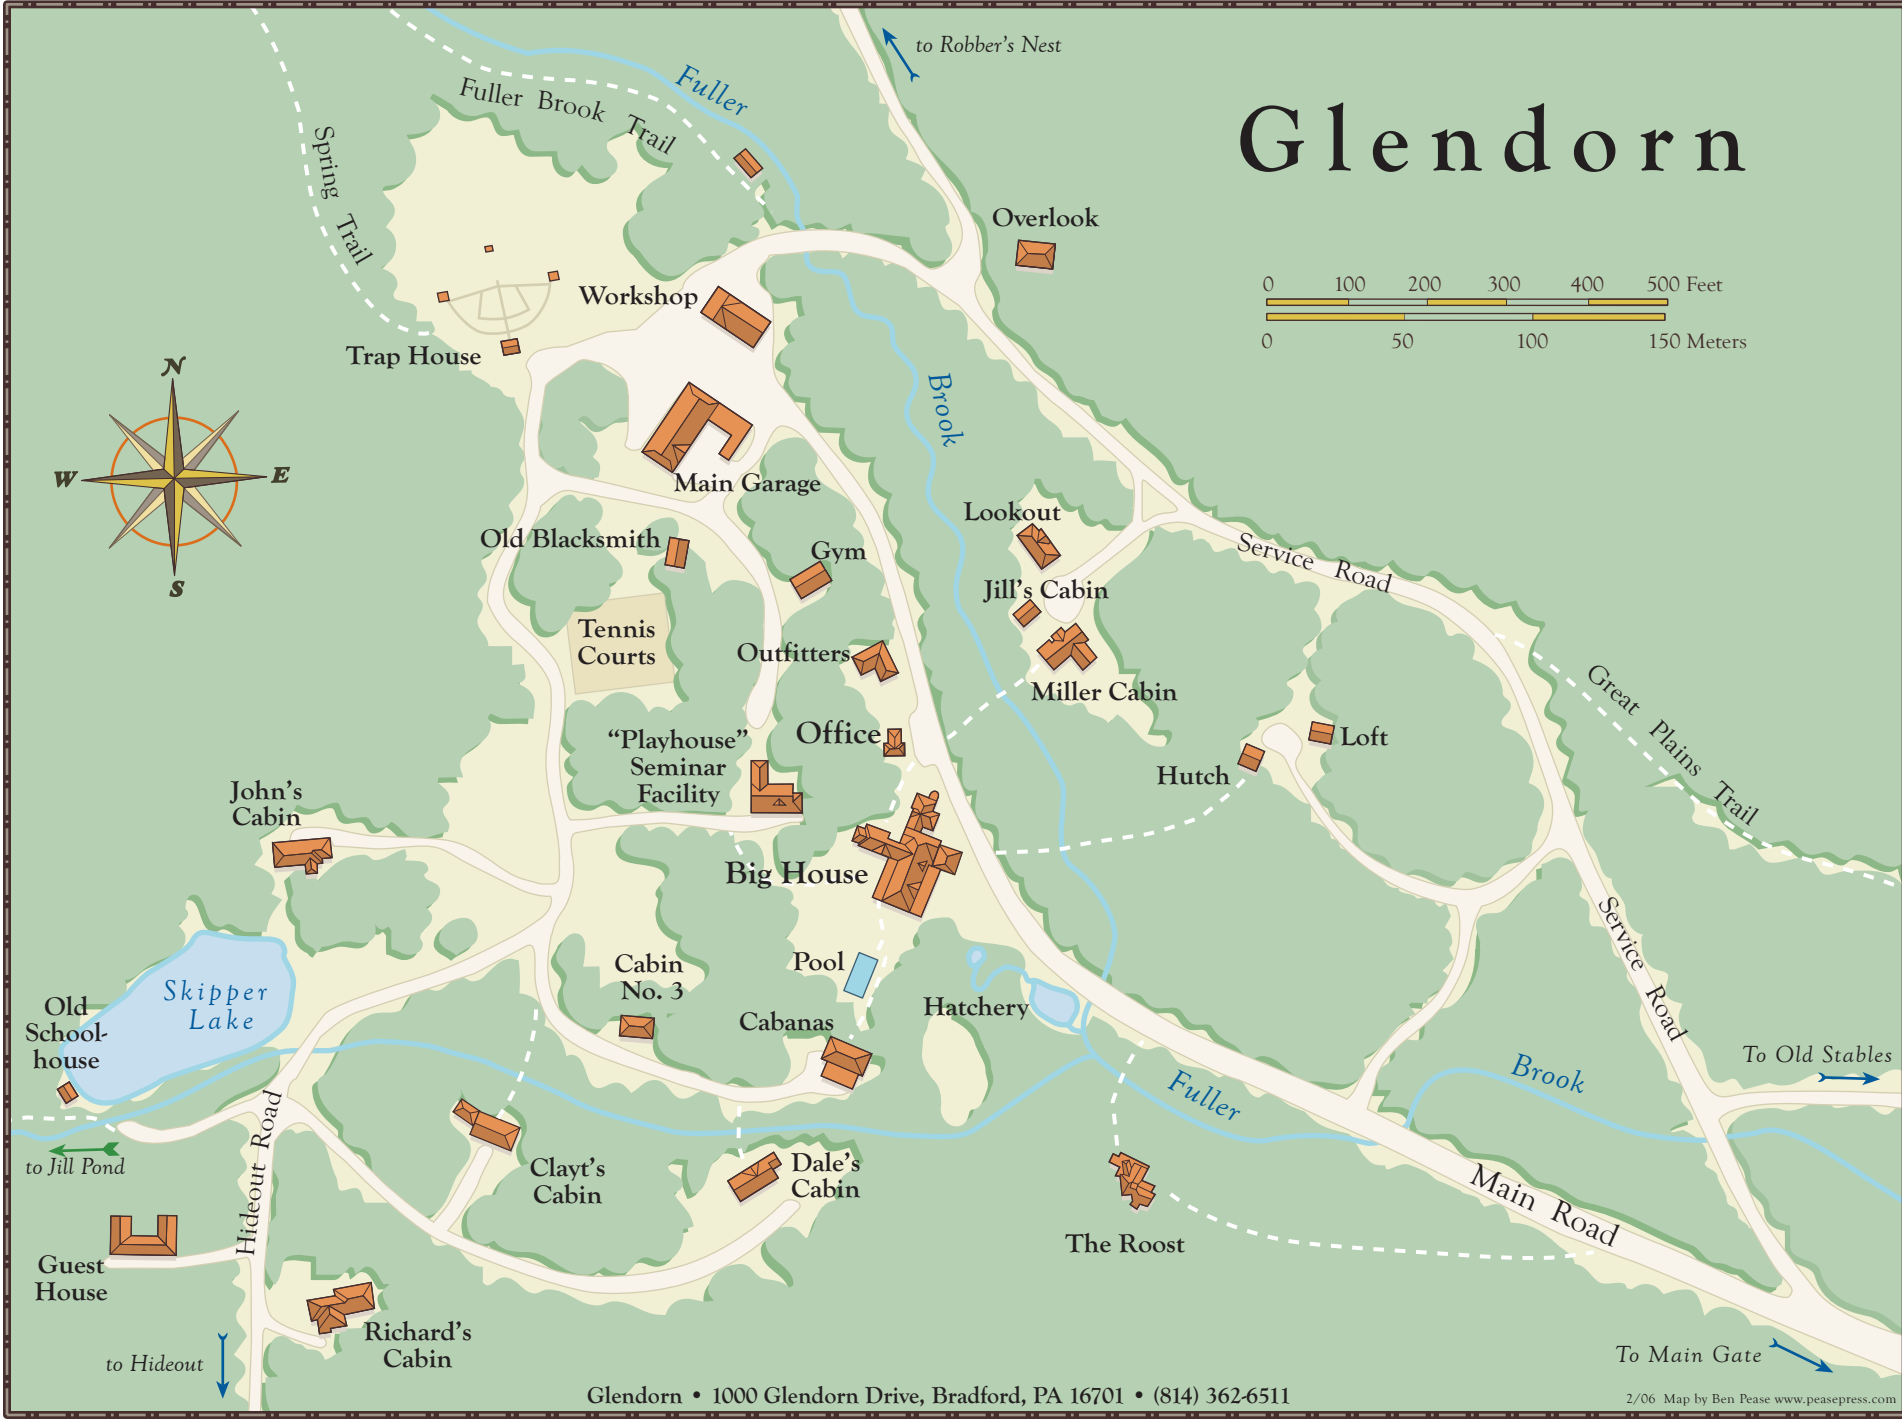 to Robber's Nest
Fuller
Fuller Brook Trail
Glendorn
Spring Trail
Overlook
0 100 200 300 400 500 Feet
0 50 100 150 Meters
Workshop
Trap House
N
W
E
S
Brook
Main Garage
Lookout
Old Blacksmith
Gym
Service Road
Jill's Cabin
Tennis
Courts
Outfitters
Miller Cabin
Great Plains Trail
"Playhouse"
Seminar
Facility
Office
Loft
Hutch
John's
Cabin
Big House
Service Road
Cabin
No. 3
Pool
Skipper
Lake
Old
School-
house
Hatchery
Cabanas
To Old Stables
Fuller
Brook
Hideout Road
to Jill Pond
Clayt's
Cabin
Dale's
Cabin
Main Road
The Roost
Guest
House
Richard's
Cabin
to Hideout
To Main Gate
Glendorn • 1000 Glendorn Drive, Bradford, PA 16701 • (814) 362-6511
2/06 Map by Ben Pease www.peasepress.com